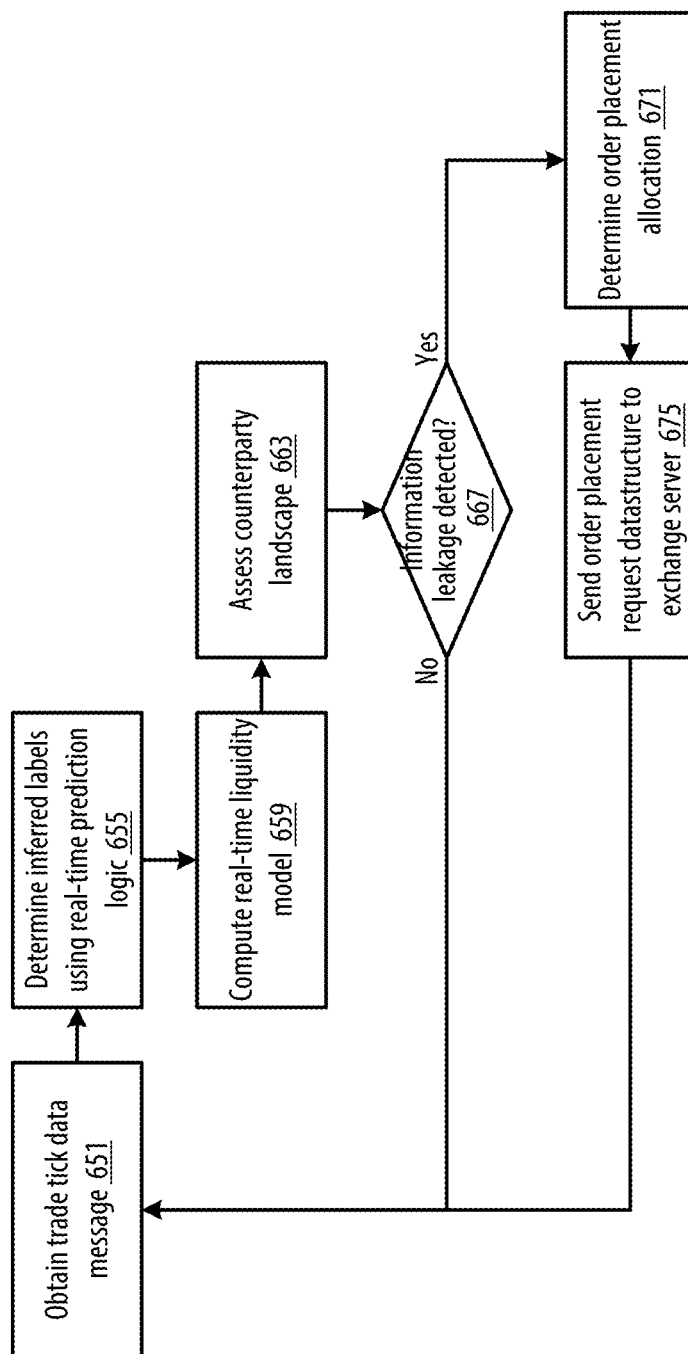 Obtain trade tick data
message 651
Determine inferred labels
using real-time prediction
logic 655
Compute real-time liquidity
model 659
Assess counterparty
landscape 663
Information
leakage detected?
667
No
Yes
Determine order placement
allocation 671
Send order placement
request datastructure to
exchange server 675